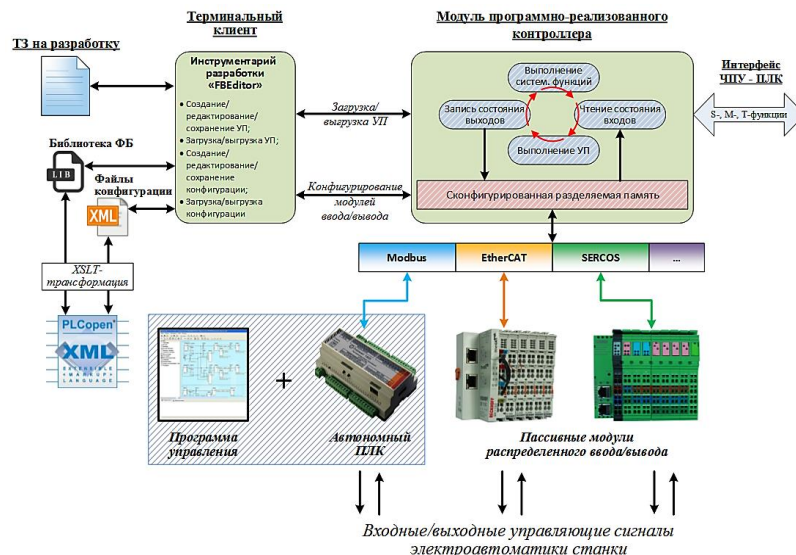 ТЗ на разработку
Терминальный
клиент
Инструментарий
разработки
«FBEditor»
• Создание/
редактирование/
сохранение УП;
• Загрузка/выгрузка УП;
• Создание/
редактирование/
сохранение
конфигурации;
• Загрузка/выгрузка
конфигурации
Библиотека ФБ
LIB
Файлы
конфигурации
XML
XSLT-
трансформация
PLCopen
XML
EXTENSIBLE
MARKUP
LANGUAGE
Загрузка/
выгрузка УП
Конфигурирование
модулей
ввода/вывода
Модуль программно-реализованного
контроллера
Выполнение
систем. функций
Запись состояния
выходов
Чтение состояния
входов
Выполнение УП
Сконфигурированная разделяемая память
Интерфейс
ЧПУ - ПЛК
S-, M-, T-функции
Modbus
EtherCAT
SERCOS
...
+
Программа
управления
Автономный
ПЛК
Пассивные модули
распределенного ввода/вывода
Входные/выходные управляющие сигналы
электроавтоматики станки